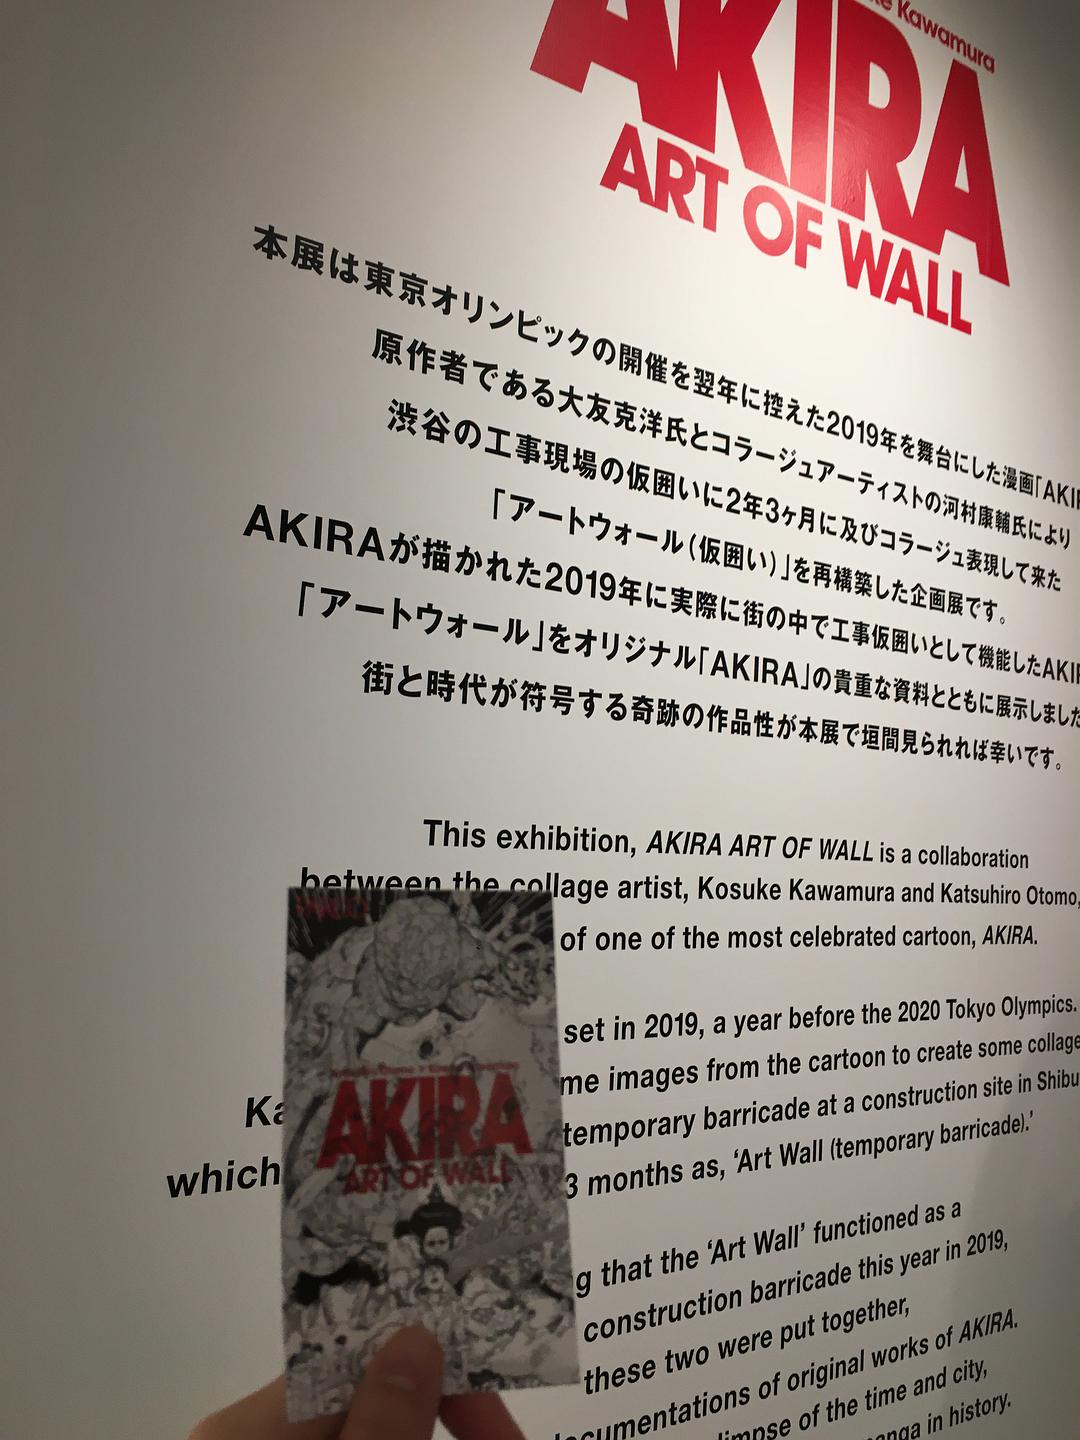 Kawamura
AKIRA
ART OF WALL
本展は東京オリンピックの開催を翌年に控えた2019年を舞台にした漫画「AKIR
原作者である大友克洋氏とコラージュアーティストの河村康輔氏により
渋谷の工事現場の仮囲いに2年3ヶ月に及びコラージュ表現して来た
「アートウォール(仮囲い)」を再構築した企画展です。
AKIRAが描かれた2019年に実際に街の中で工事仮囲いとして機能したAKIR
「アートウォール」をオリジナル「AKIRA」の貴重な資料とともに展示しました
街と時代が符号する奇跡の作品性が本展で垣間見られれば幸いです。
This exhibition, AKIRA ART OF WALL is a collaboration
between the collage artist, Kosuke Kawamura and Katsuhiro Otomo,
of one of the most celebrated cartoon, AKIRA.
set in 2019, a year before the 2020 Tokyo Olympics.
me images from the cartoon to create some collage
Ka temporary barricade at a construction site in Shibu
which 3 months as, ‘Art Wall (temporary barricade).’
g that the ‘Art Wall’ functioned as a
construction barricade this year in 2019,
these two were put together,
ocumentations of original works of AKIRA.
limpse of the time and city,
anga in history.
AKIRA
ART OF WALL